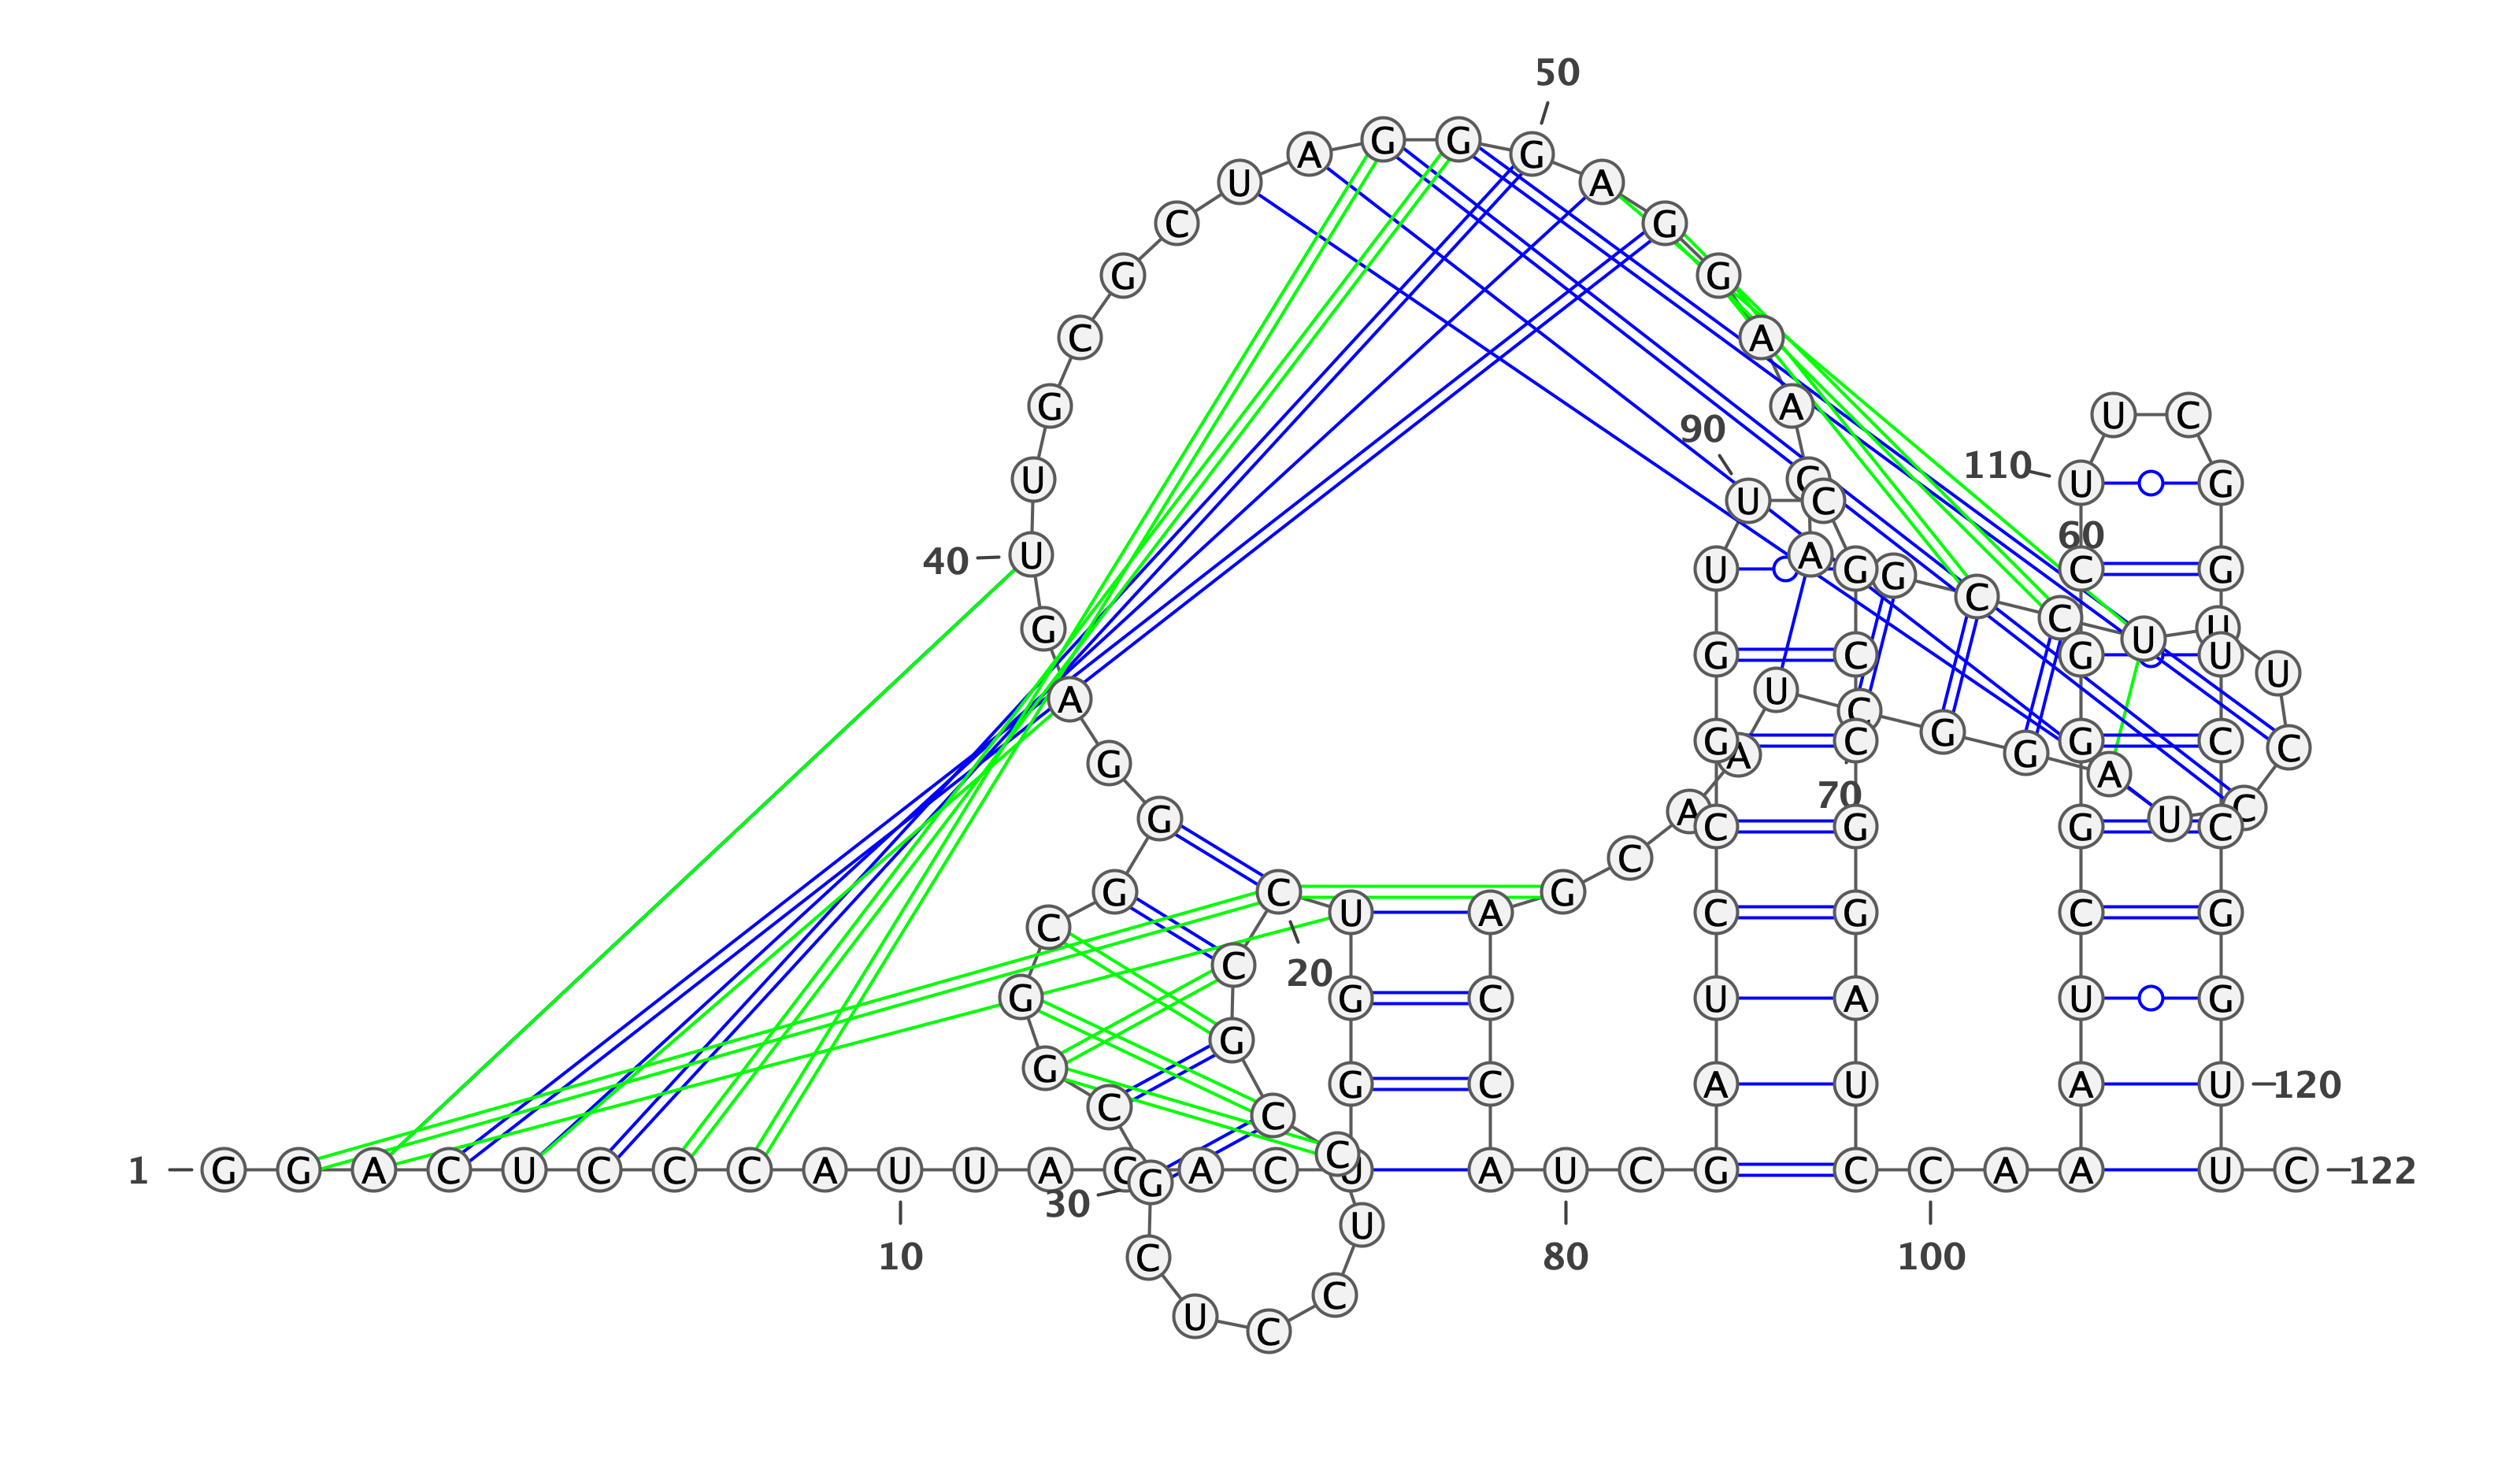 50
G G
A G
U A
C G
G G
C A
G A U C
90
110 U C U G
U C
60
40 U A U G G C G
C
C
G U U
G C G U
U
A U C
G G A C G G G C C
A
70
G A C G G U C C
C
G C G
C U A C G C G
C 20
G G C U A U G
G
G G C A U A U 120
C C
1 G G A C U C C C A U U A C G A C C U A U C G C C A A U C 122
30
U
10 C 80 100
C
U C